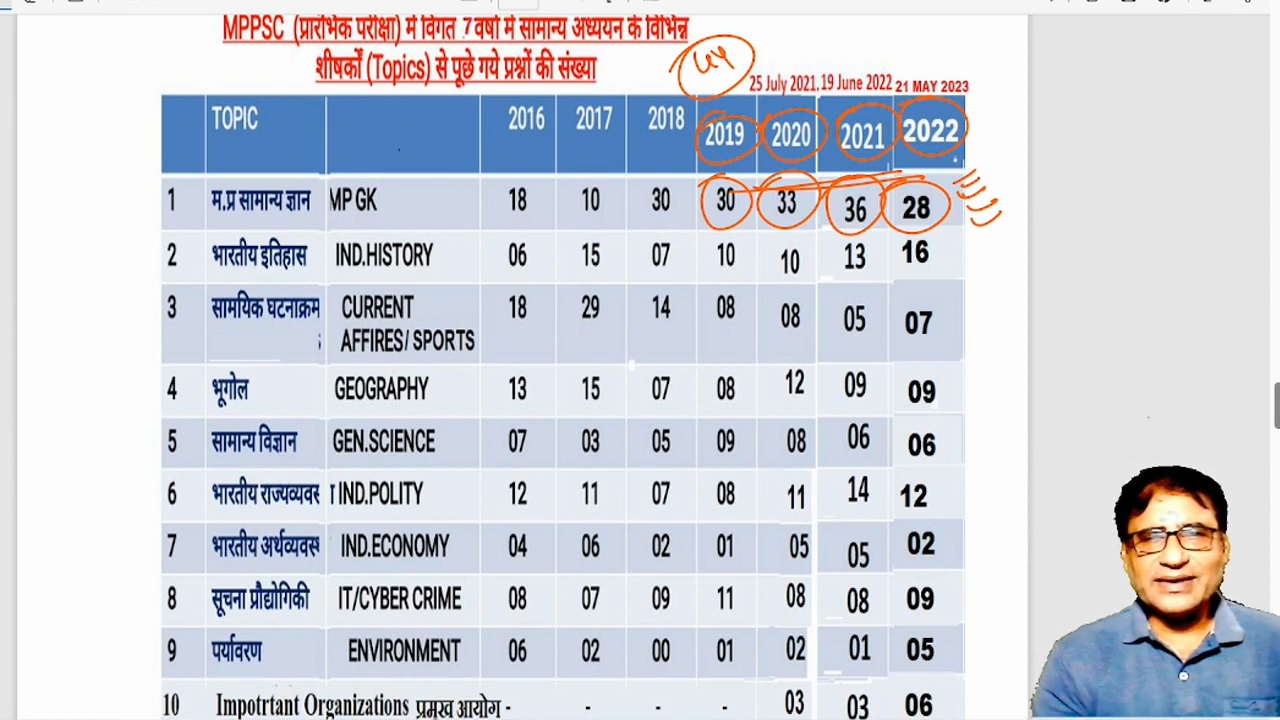 MPPSC (प्रारंभिक परीक्षा) में विगत 7 वर्षों में सामान्य अध्ययन के विभिन्न
शीर्षकों (Topics) से पूछे गये प्रश्नों की संख्या
25 July 2021, 19 June 2022 21 MAY 2023
TOPIC 2016 2017 2018 2019 2020 2021 2022
1 म.प्र सामान्य ज्ञान MP GK 18 10 30 30 33 36 28
2 भारतीय इतिहास IND.HISTORY 06 15 07 10 10 13 16
3 सामयिक घटनाक्रम CURRENT AFFIRES/ SPORTS 18 29 14 08 08 05 07
4 भूगोल GEOGRAPHY 13 15 07 08 12 09 09
5 सामान्य विज्ञान GEN.SCIENCE 07 03 05 09 08 06 06
6 भारतीय राज्यव्यवस IND.POLITY 12 11 07 08 11 14 12
7 भारतीय अर्थव्यवस्थ IND.ECONOMY 04 06 02 01 05 05 02
8 सूचना प्रौद्योगिकी IT/CYBER CRIME 08 07 09 11 08 08 09
9 पर्यावरण ENVIRONMENT 06 02 00 01 02 01 05
10 Impotrtant Organizations प्रमुख आयोग - - - - 03 03 06